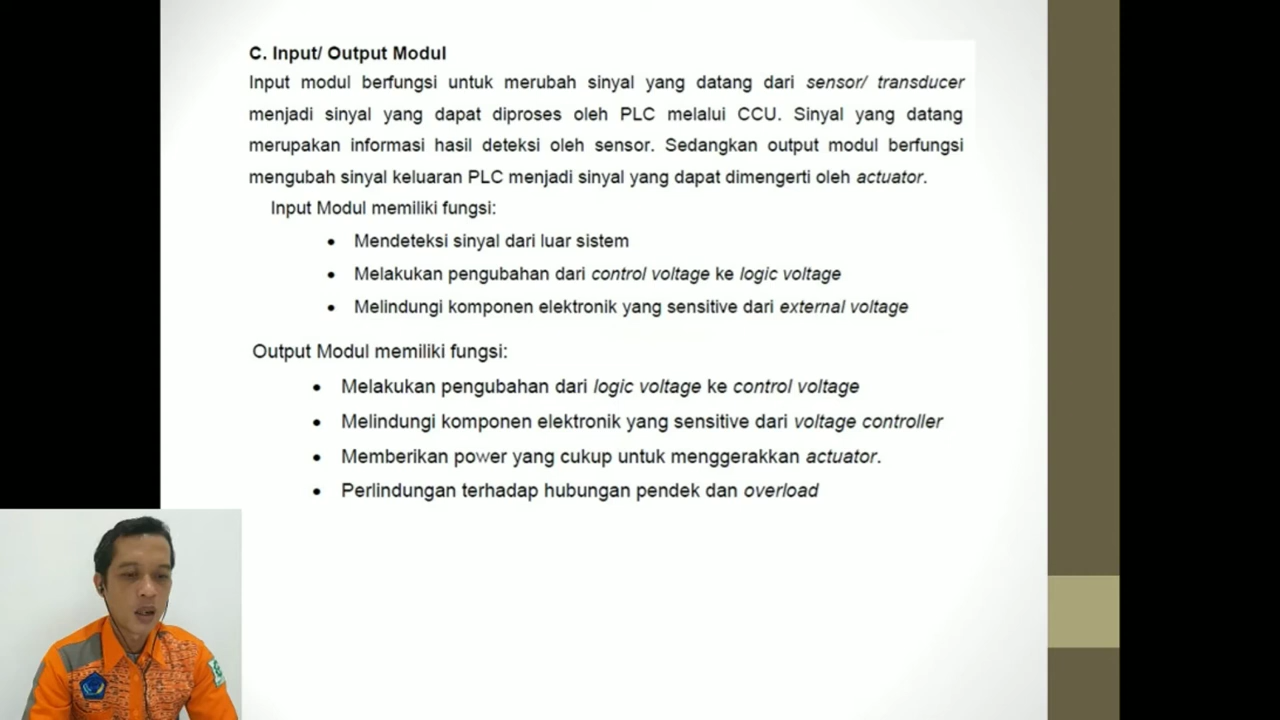 C. Input/ Output Modul
Input modul berfungsi untuk merubah sinyal yang datang dari sensor/ transducer
menjadi sinyal yang dapat diproses oleh PLC melalui CCU. Sinyal yang datang
merupakan informasi hasil deteksi oleh sensor. Sedangkan output modul berfungsi
mengubah sinyal keluaran PLC menjadi sinyal yang dapat dimengerti oleh actuator.
Input Modul memiliki fungsi:
• Mendeteksi sinyal dari luar sistem
• Melakukan pengubahan dari control voltage ke logic voltage
• Melindungi komponen elektronik yang sensitive dari external voltage
Output Modul memiliki fungsi:
• Melakukan pengubahan dari logic voltage ke control voltage
• Melindungi komponen elektronik yang sensitive dari voltage controller
• Memberikan power yang cukup untuk menggerakkan actuator.
• Perlindungan terhadap hubungan pendek dan overload